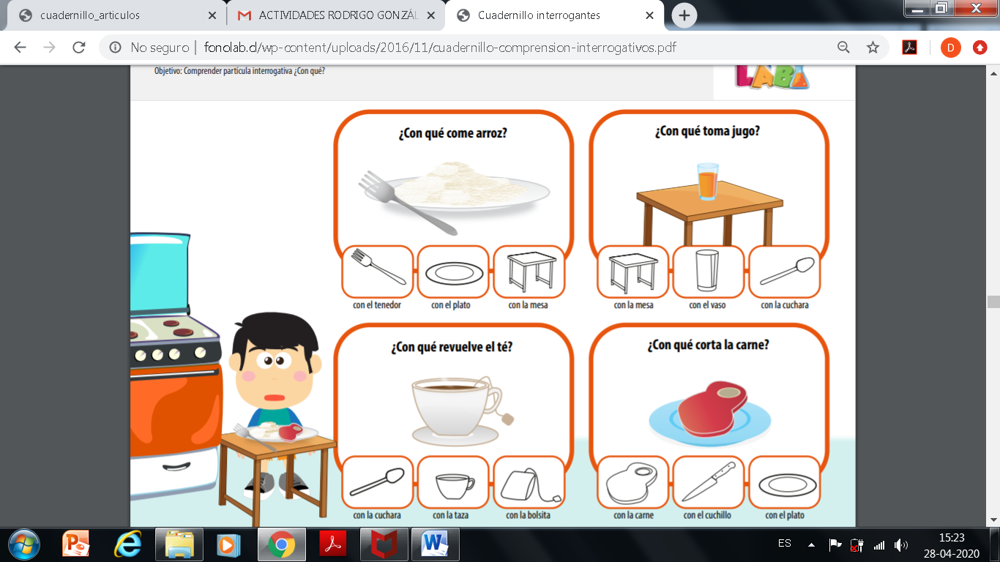 cuadernillo_articulos
ACTIVIDADES RODRIGO GONZÁL
Cuadernillo interrogantes
No seguro | fonolab.cl/wp-content/uploads/2016/11/cuadernillo-comprension-interrogativos.pdf
D
Objetivo: Comprender partícula interrogativa ¿Con qué?
LAB
¿Con qué come arroz?
con el tenedor
con el plato
con la mesa
¿Con qué toma jugo?
con la mesa
con el vaso
con la cuchara
¿Con qué revuelve el té?
con la cuchara
con la taza
con la bolsita
¿Con qué corta la carne?
con la carne
con el cuchillo
con el plato
ES
15:23
28-04-2020